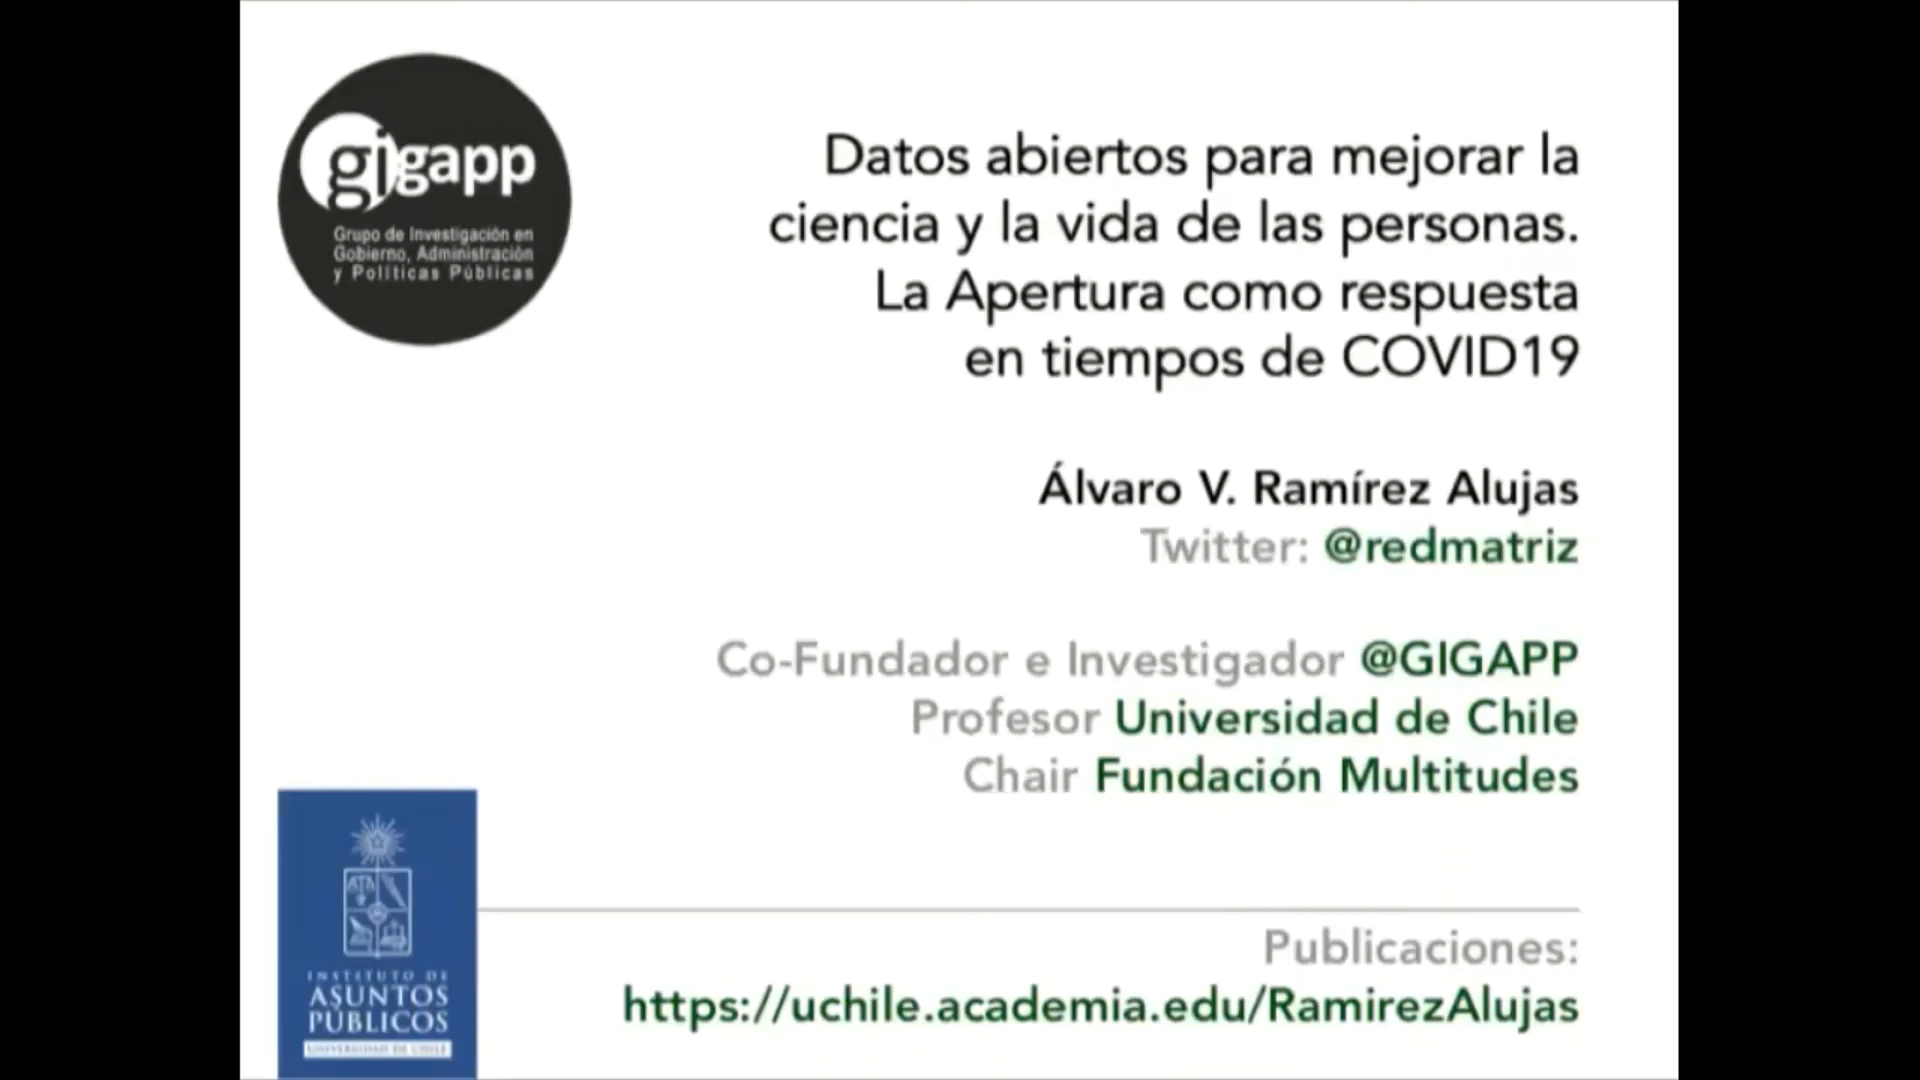 gigapp
Grupo de Investigación en
Gobierno, Administración
y Políticas Públicas
Datos abiertos para mejorar la
ciencia y la vida de las personas.
La Apertura como respuesta
en tiempos de COVID19
Álvaro V. Ramírez Alujas
Twitter: @redmatriz
Co-Fundador e Investigador @GIGAPP
Profesor Universidad de Chile
Chair Fundación Multitudes
INSTITUTO DE
ASUNTOS
PÚBLICOS
UNIVERSIDAD DE CHILE
Publicaciones:
https://uchile.academia.edu/RamirezAlujas